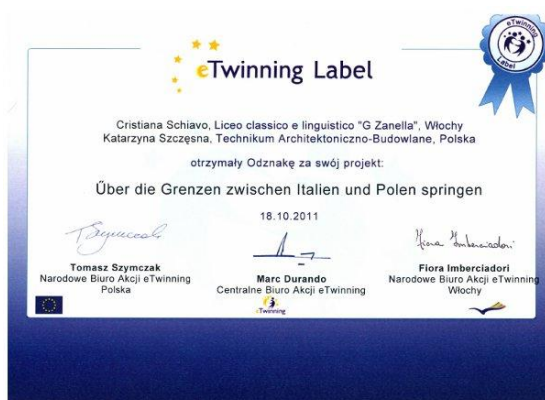 eTwinning Label
eTwinning
Label
Cristiana Schiavo, Liceo classico e linguistico "G Zanella", Włochy
Katarzyna Szczęsna, Technikum Architektoniczno-Budowlane, Polska
otrzymały Odznakę za swój projekt:
Über die Grenzen zwischen Italien und Polen springen
18.10.2011
Tomasz Szymczak
Narodowe Biuro Akcji eTwinning
Polska
Marc Durando
Centralne Biuro Akcji eTwinning
eTwinning
Fiora Imberciadori
Fiora Imberciadori
Narodowe Biuro Akcji eTwinning
Włochy